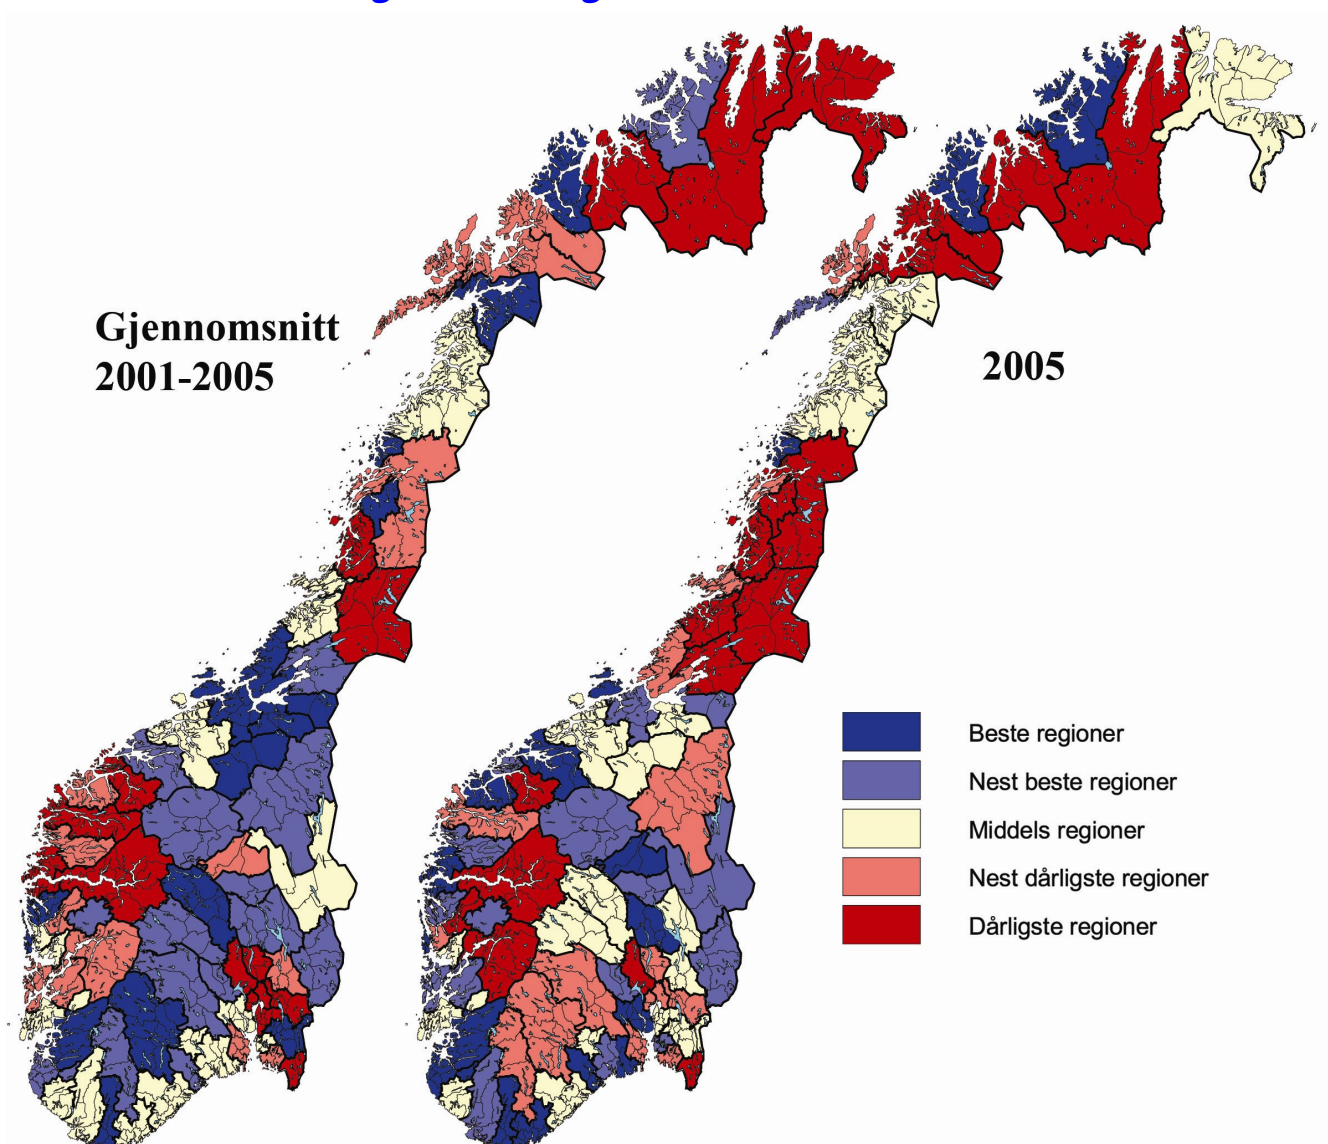 Gjennomsnitt
2001-2005
2005
Beste regioner
Nest beste regioner
Middels regioner
Nest dårligste regioner
Dårligste regioner